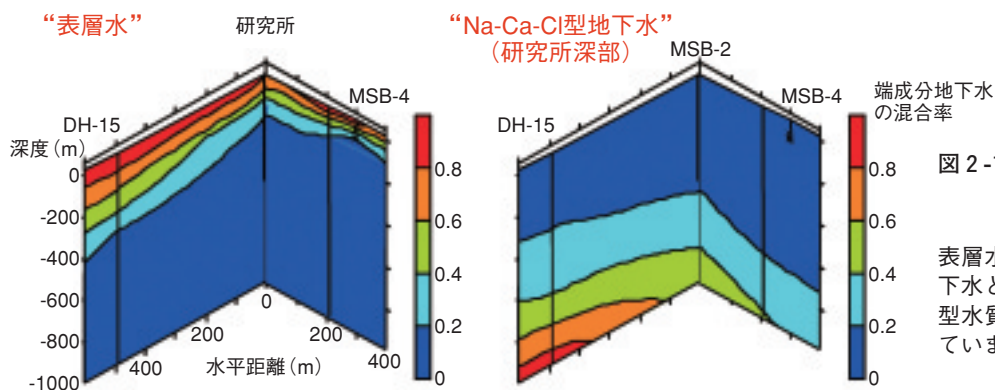 “表層水”
研究所
DH-15
MSB-4
深度(m)
0
-200
-400
-600
-800
-1000
400
200
0
200
400
水平距離(m)
0.8
0.6
0.4
0.2
0
“Na-Ca-Cl型地下水”
(研究所深部)
MSB-2
DH-15
MSB-4
端成分地下水
の混合率
0.8
0.6
0.4
0.2
0
図2-
表層水
下水と
型水質
ていま